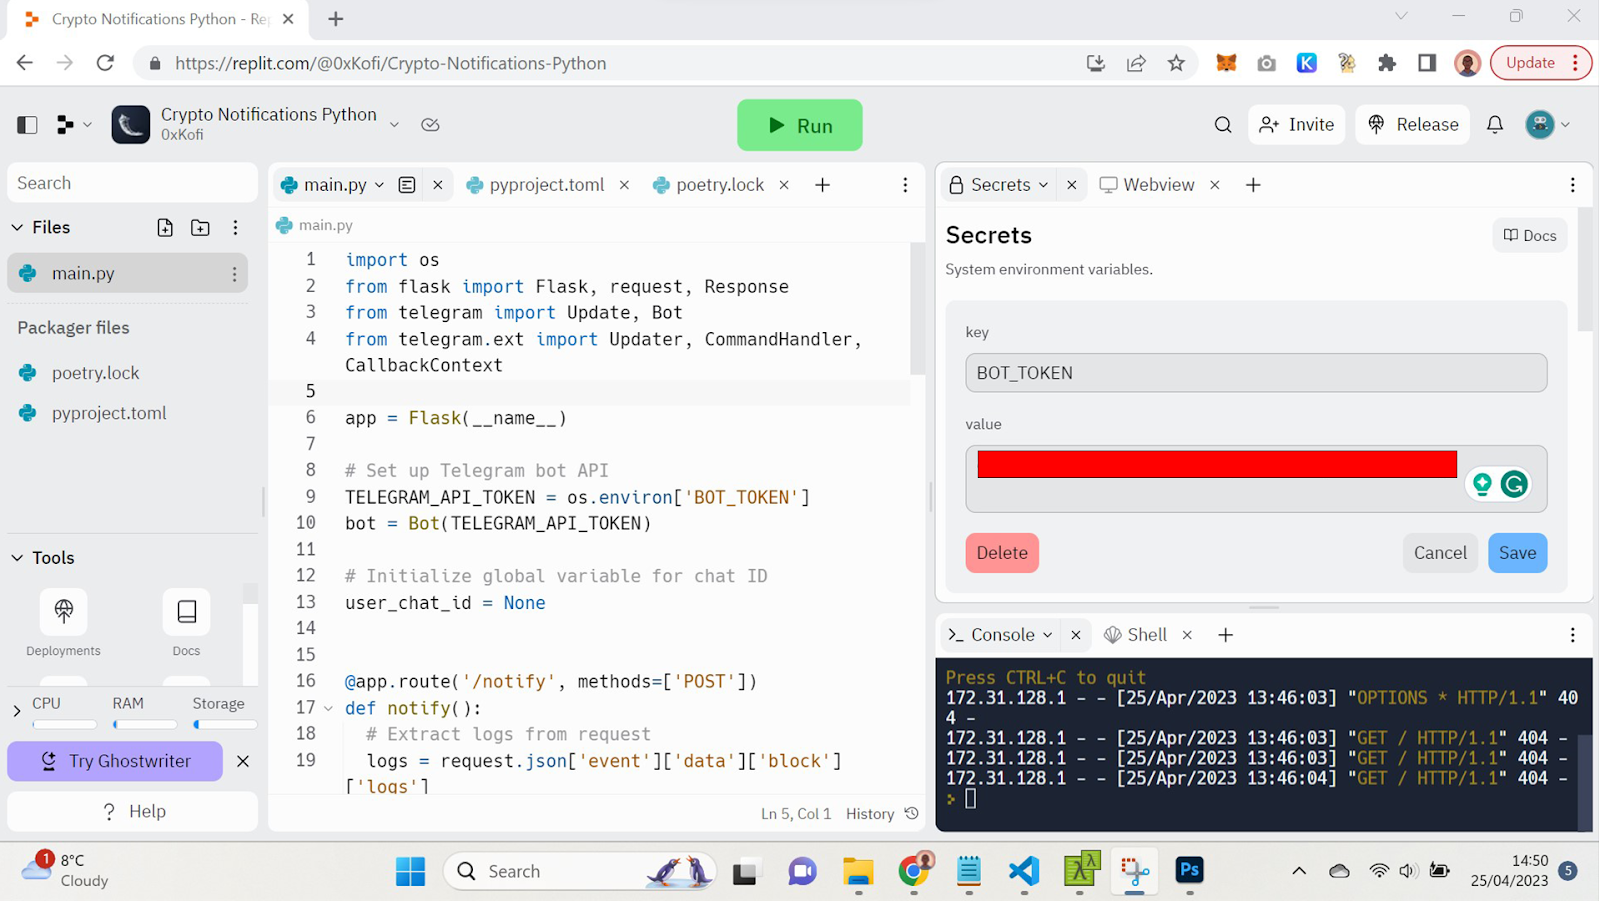 Crypto Notifications Python - Rep
https://replit.com/@0xKofi/Crypto-Notifications-Python
Update
Crypto Notifications Python
0xKofi
Run
Invite
Release
Search
Files
main.py
Packager files
poetry.lock
pyproject.toml
Tools
Deployments
Docs
CPU
RAM
Storage
Try Ghostwriter
? Help
main.py
pyproject.toml
poetry.lock
main.py
1 import os
2 from flask import Flask, request, Response
3 from telegram import Update, Bot
4 from telegram.ext import Updater, CommandHandler,
CallbackContext
5
6 app = Flask(__name__)
7
8 # Set up Telegram bot API
9 TELEGRAM_API_TOKEN = os.environ['BOT_TOKEN']
10 bot = Bot(TELEGRAM_API_TOKEN)
11
12 # Initialize global variable for chat ID
13 user_chat_id = None
14
15
16 @app.route('/notify', methods=['POST'])
17 def notify():
18 # Extract logs from request
19 logs = request.json['event']['data']['block']
['logs']
Ln 5, Col 1 History
Secrets
Webview
Secrets
Docs
System environment variables.
key
BOT_TOKEN
value
Delete
Cancel
Save
Console
Shell
Press CTRL+C to quit
172.31.128.1 - - [25/Apr/2023 13:46:03] "OPTIONS * HTTP/1.1" 40
4 -
172.31.128.1 - - [25/Apr/2023 13:46:03] "GET / HTTP/1.1" 404 -
172.31.128.1 - - [25/Apr/2023 13:46:03] "GET / HTTP/1.1" 404 -
172.31.128.1 - - [25/Apr/2023 13:46:04] "GET / HTTP/1.1" 404 -
1
8°C
Cloudy
Search
Ps
14:50
25/04/2023
5